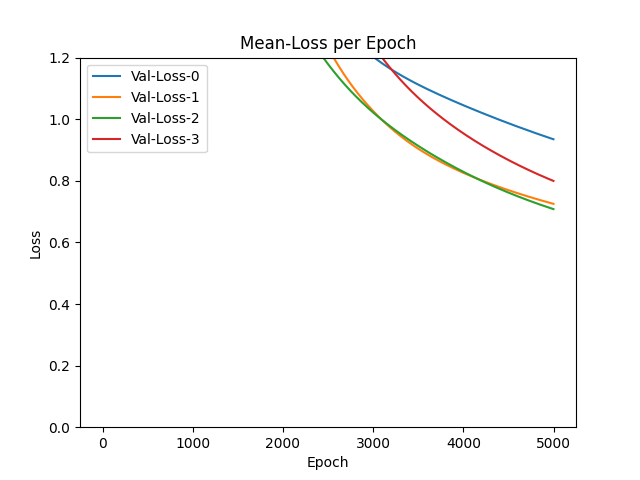 Mean-Loss per Epoch
Val-Loss-0
Val-Loss-1
Val-Loss-2
Val-Loss-3
1.2
1.0
0.8
0.6
0.4
0.2
0.0
Loss
0 1000 2000 3000 4000 5000
Epoch